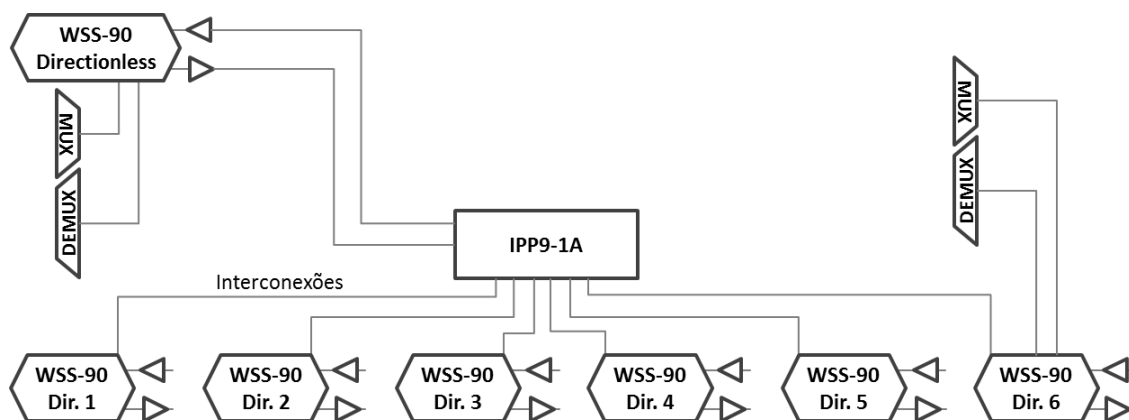 WSS-90
Directionless
MUX
DEMUX
MUX
DEMUX
IPP9-1A
Interconexões
WSS-90
Dir. 1
WSS-90
Dir. 2
WSS-90
Dir. 3
WSS-90
Dir. 4
WSS-90
Dir. 5
WSS-90
Dir. 6